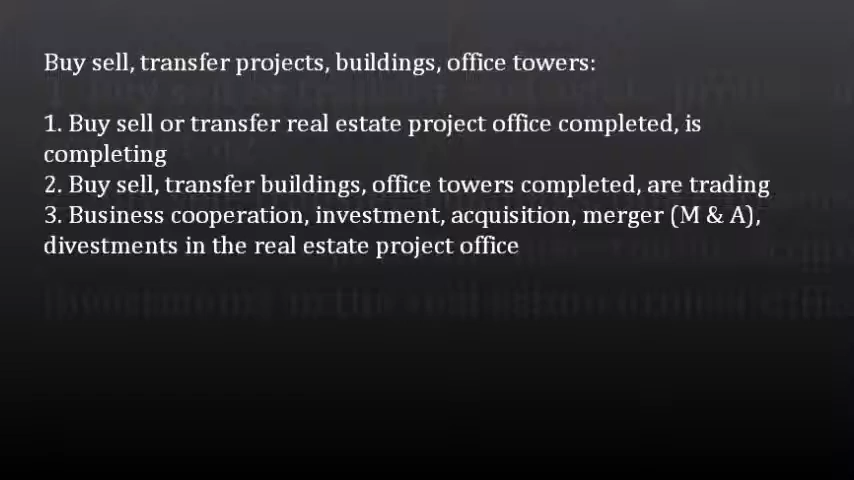 Buy sell, transfer projects, buildings, office towers:
1. Buy sell or transfer real estate project office completed, is
completing
2. Buy sell, transfer buildings, office towers completed, are trading
3. Business cooperation, investment, acquisition, merger (M & A),
divestments in the real estate project office